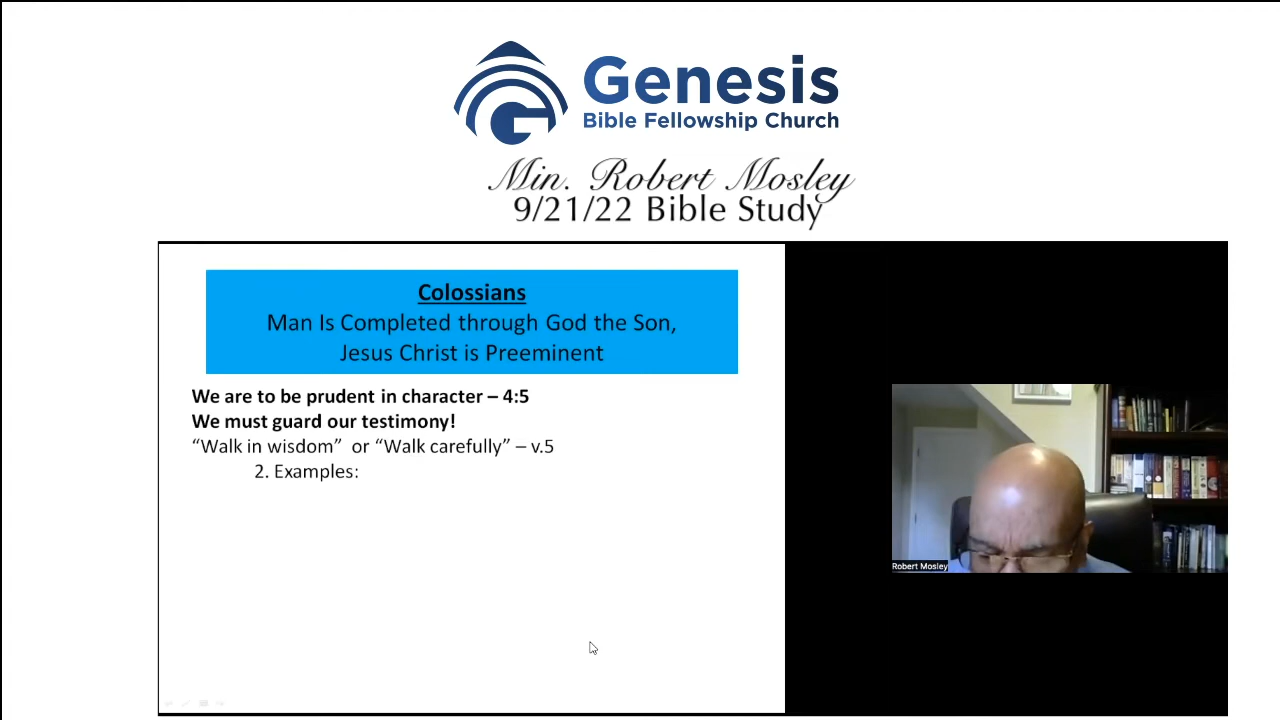 Genesis
Bible Fellowship Church
Min. Robert Mosley
9/21/22 Bible Study
Colossians
Man Is Completed through God the Son,
Jesus Christ is Preeminent
We are to be prudent in character – 4:5
We must guard our testimony!
“Walk in wisdom”  or “Walk carefully” – v.5
2. Examples:
Robert Mosley